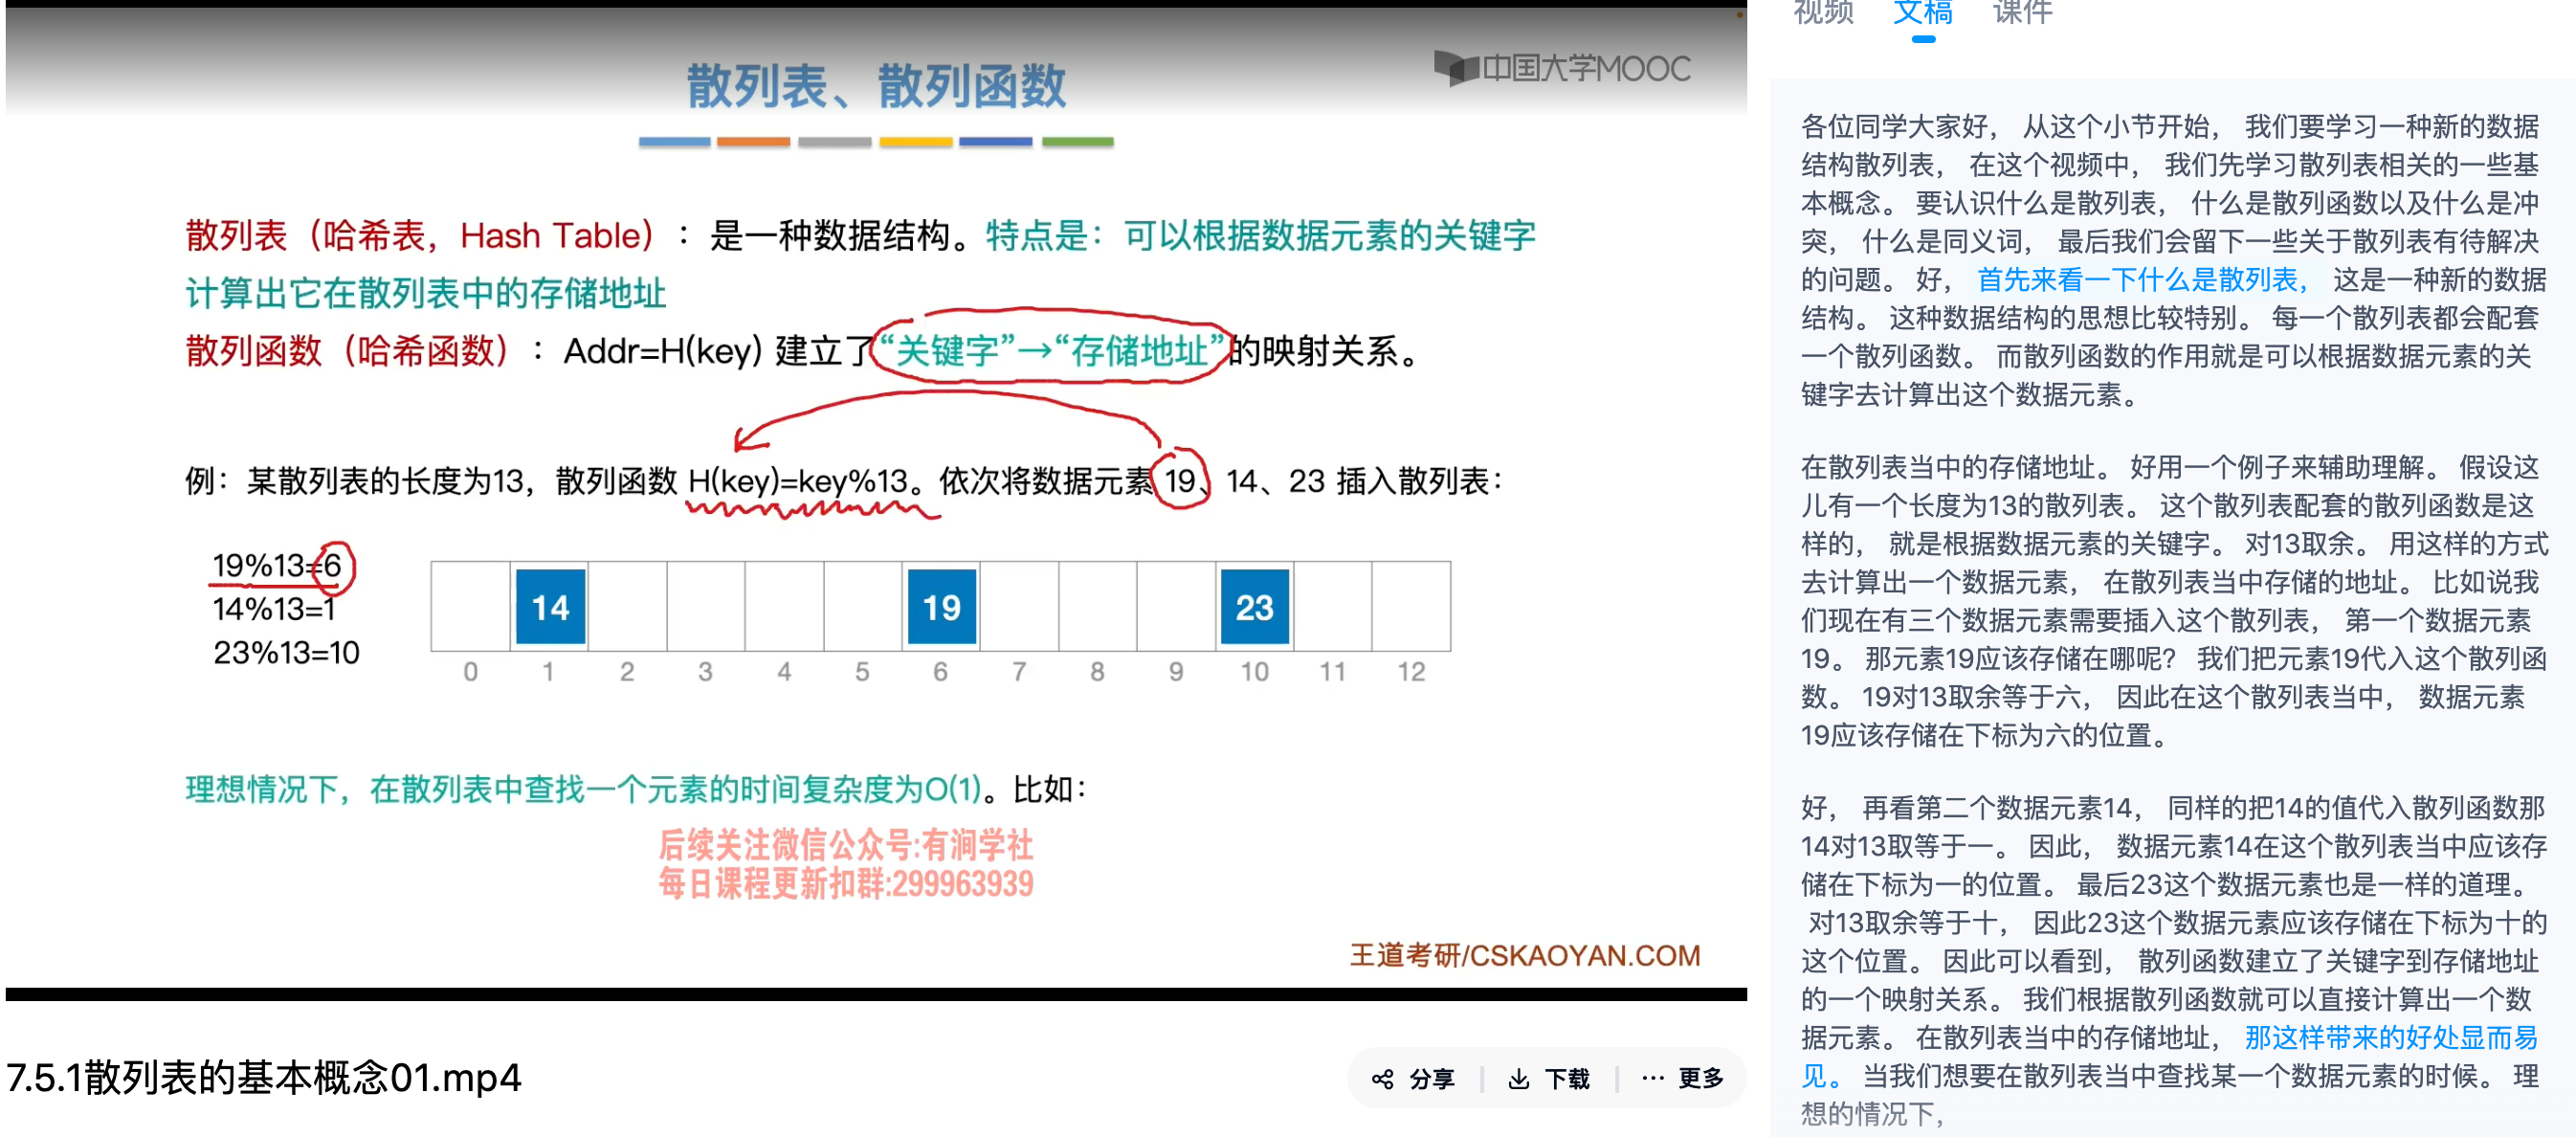 散列表、散列函数
中国大学MOOC
散列表（哈希表，Hash Table）：是一种数据结构。特点是：可以根据数据元素的关键字
计算出它在散列表中的存储地址
散列函数（哈希函数）：Addr=H(key) 建立了“关键字”→“存储地址”的映射关系。
例：某散列表的长度为13，散列函数 H(key)=key%13。依次将数据元素 19、14、23 插入散列表：
19%13=6
14%13=1
23%13=10
14 19 23
0 1 2 3 4 5 6 7 8 9 10 11 12
理想情况下，在散列表中查找一个元素的时间复杂度为O(1)。比如：
后续关注微信公众号:有涧学社
每日课程更新扣群:299963939
王道考研/CSKAOYAN.COM
7.5.1散列表的基本概念01.mp4
分享 下载 ··· 更多
视频 文稿 课件
各位同学大家好， 从这个小节开始， 我们要学习一种新的数据
结构散列表， 在这个视频中， 我们先学习散列表相关的一些基
本概念。 要认识什么是散列表， 什么是散列函数以及什么是冲
突， 什么是同义词， 最后我们会留下一些关于散列表有待解决
的问题。 好， 首先来看一下什么是散列表， 这是一种新的数据
结构。 这种数据结构的思想比较特别。 每一个散列表都会配套
一个散列函数。 而散列函数的作用就是可以根据数据元素的关
键字去计算出这个数据元素。
在散列表当中的存储地址。 好用一个例子来辅助理解。 假设这
儿有一个长度为13的散列表。 这个散列表配套的散列函数是这
样的， 就是根据数据元素的关键字。 对13取余。 用这样的方式
去计算出一个数据元素， 在散列表当中存储的地址。 比如说我
们现在有三个数据元素需要插入这个散列表， 第一个数据元素
19。 那元素19应该存储在哪呢？ 我们把元素19代入这个散列函
数。 19对13取余等于六， 因此在这个散列表当中， 数据元素
19应该存储在下标为六的位置。
好， 再看第二个数据元素14， 同样的把14的值代入散列函数那
14对13取等于一。 因此， 数据元素14在这个散列表当中应该存
储在下标为一的位置。 最后23这个数据元素也是一样的道理。
对13取余等于十， 因此23这个数据元素应该存储在下标为十的
这个位置。 因此可以看到， 散列函数建立了关键字到存储地址
的一个映射关系。 我们根据散列函数就可以直接计算出一个数
据元素。 在散列表当中的存储地址， 那这样带来的好处显而易
见。 当我们想要在散列表当中查找某一个数据元素的时候。 理
想的情况下，